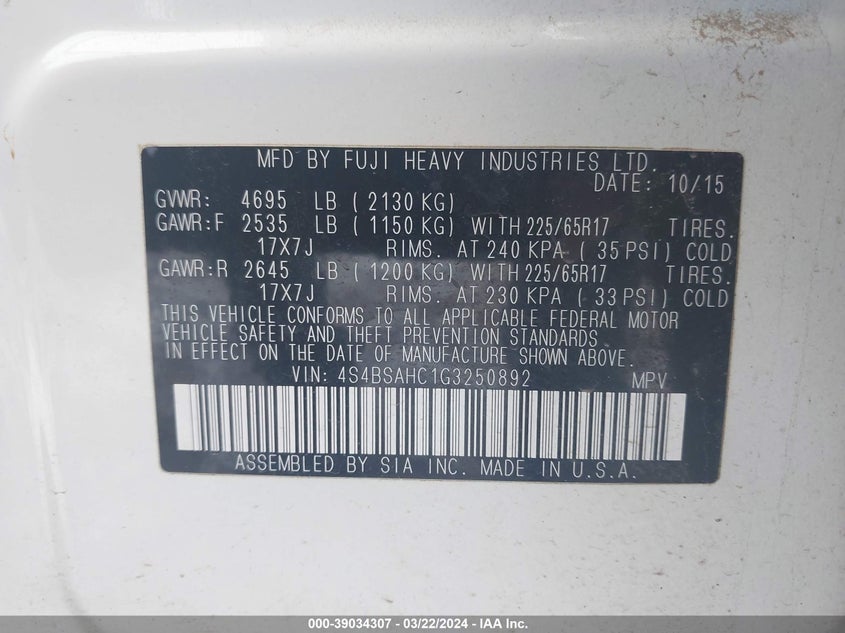 MFD BY FUJI HEAVY INDUSTRIES LTD.
DATE: 10/15
GVWR: 4695 LB ( 2130 KG)
GAWR:F 2535 LB ( 1150 KG) WITH 225/65R17 TIRES.
17X7J RIMS. AT 240 KPA ( 35 PSI) COLD
GAWR:R 2645 LB ( 1200 KG) WITH 225/65R17 TIRES.
17X7J RIMS. AT 230 KPA ( 33 PSI) COLD
THIS VEHICLE CONFORMS TO ALL APPLICABLE FEDERAL MOTOR
VEHICLE SAFETY AND THEFT PREVENTION STANDARDS
IN EFFECT ON THE DATE OF MANUFACTURE SHOWN ABOVE.
VIN: 4S4BSAHC1G3250892 MPV
ASSEMBLED BY SIA INC. MADE IN U.S.A.
000-39034307 - 03/22/2024 - IAA Inc.